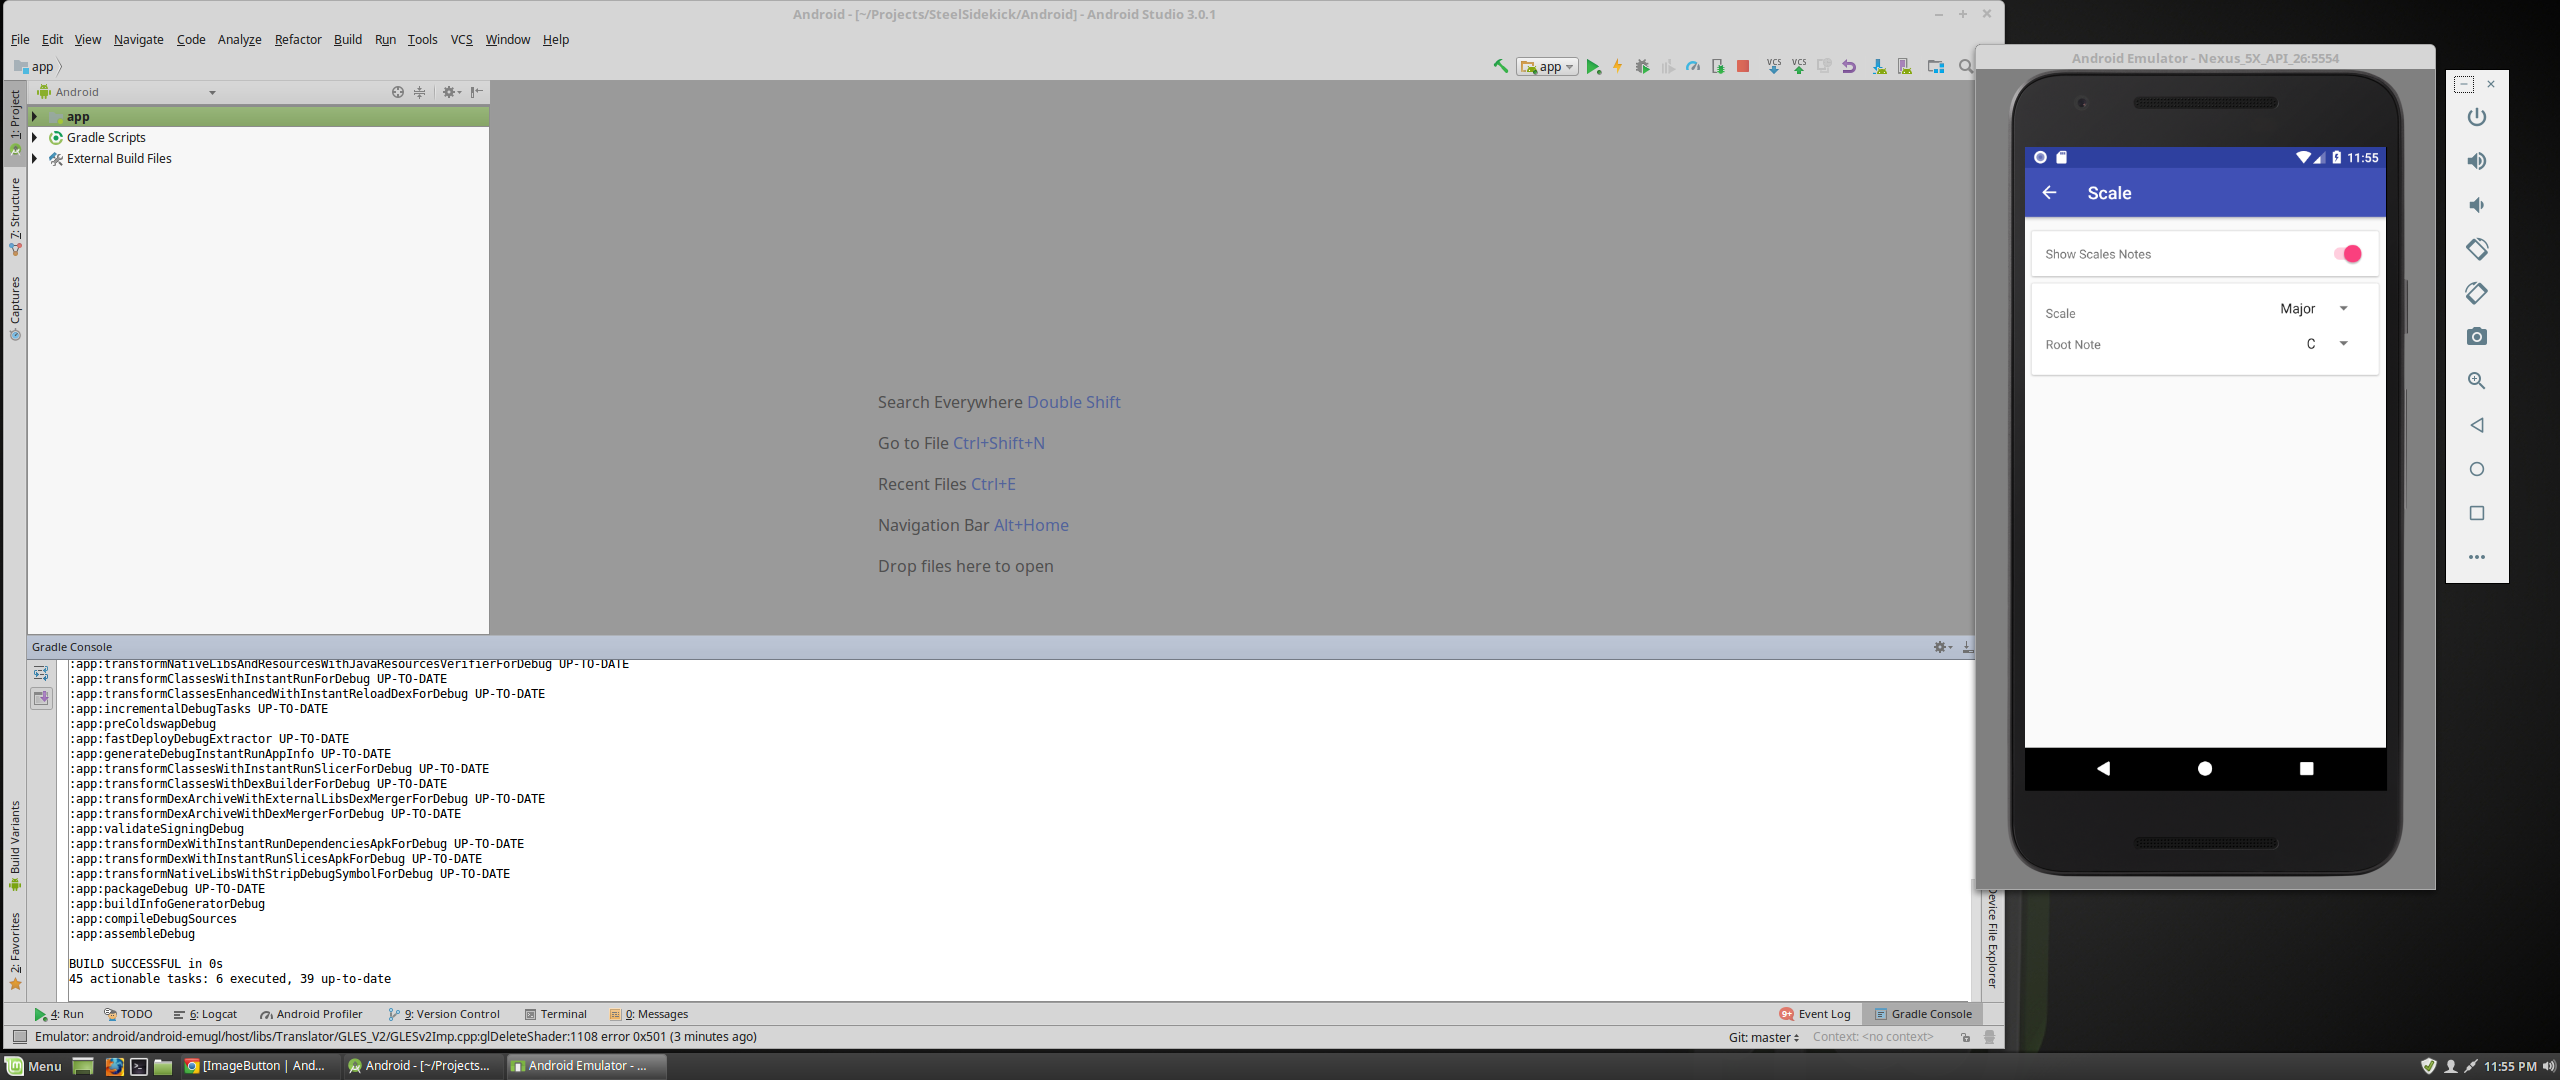 Android - [~/Projects/SteelSidekick/Android] - Android Studio 3.0.1
File Edit View Navigate Code Analyze Refactor Build Run Tools VCS Window Help
app
app
VCS VCS
Android
1: Project
7: Structure
Captures
Build Variants
2: Favorites
app
Gradle Scripts
External Build Files
Search Everywhere Double Shift
Go to File Ctrl+Shift+N
Recent Files Ctrl+E
Navigation Bar Alt+Home
Drop files here to open
Gradle Console
:app:transformNativeLibsAndResourcesWithJavaResourcesVerifierForDebug UP-TO-DATE
:app:transformClassesWithInstantRunForDebug UP-TO-DATE
:app:transformClassesEnhancedWithInstantReloadDexForDebug UP-TO-DATE
:app:incrementalDebugTasks UP-TO-DATE
:app:preColdswapDebug
:app:fastDeployDebugExtractor UP-TO-DATE
:app:generateDebugInstantRunAppInfo UP-TO-DATE
:app:transformClassesWithInstantRunSlicerForDebug UP-TO-DATE
:app:transformClassesWithDexBuilderForDebug UP-TO-DATE
:app:transformDexArchiveWithExternalLibsDexMergerForDebug UP-TO-DATE
:app:transformDexArchiveWithDexMergerForDebug UP-TO-DATE
:app:validateSigningDebug
:app:transformDexWithInstantRunDependenciesApkForDebug UP-TO-DATE
:app:transformDexWithInstantRunSlicesApkForDebug UP-TO-DATE
:app:transformNativeLibsWithStripDebugSymbolForDebug UP-TO-DATE
:app:packageDebug UP-TO-DATE
:app:buildInfoGeneratorDebug
:app:compileDebugSources
:app:assembleDebug
BUILD SUCCESSFUL in 0s
45 actionable tasks: 6 executed, 39 up-to-date
Device File Explorer
4: Run TODO 6: Logcat Android Profiler 9: Version Control Terminal 0: Messages 9+ Event Log Gradle Console
Emulator: android/android-emugl/host/libs/Translator/GLES_V2/GLESv2Imp.cpp:glDeleteShader:1108 error 0x501 (3 minutes ago) Git: master Context: <no context>
Menu [ImageButton | And... Android - [~/Projects... Android Emulator - ... 11:55 PM
Android Emulator - Nexus_5X_API_26:5554
11:55
Scale
Show Scales Notes
Scale Major
Root Note C